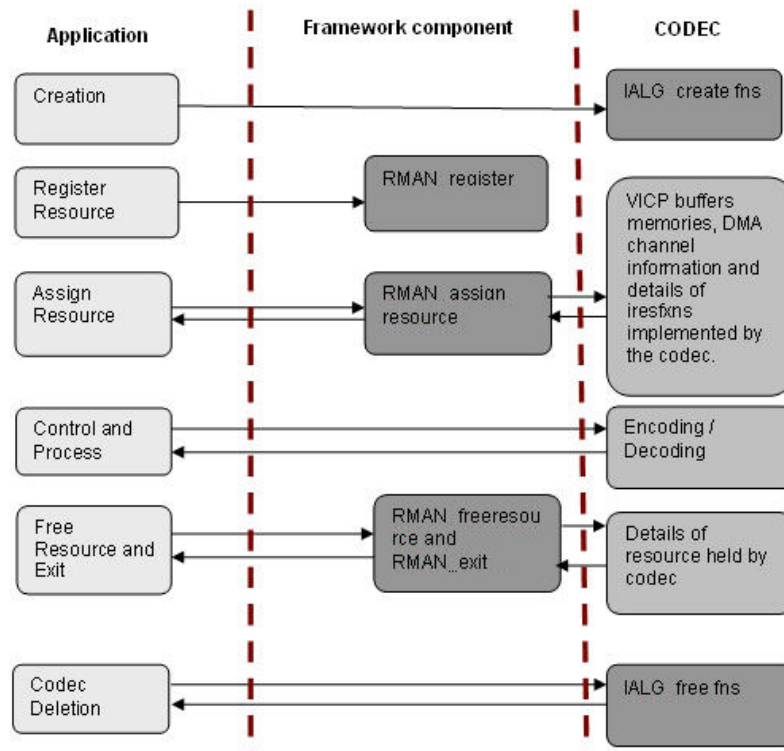 Application
Framework component
CODEC
Creation
IALG create fns
Register
Resource
RMAN register
VICP buffers
memories, DMA
channel
information and
details of
iresfxns
implemented by
the codec.
Assign
Resource
RMAN assign
resource
Control and
Process
Encoding /
Decoding
Free
Resource and
Exit
RMAN freeresou
rce and
RMAN_exit
Details of
resource held by
codec
Codec
Deletion
IALG free fns